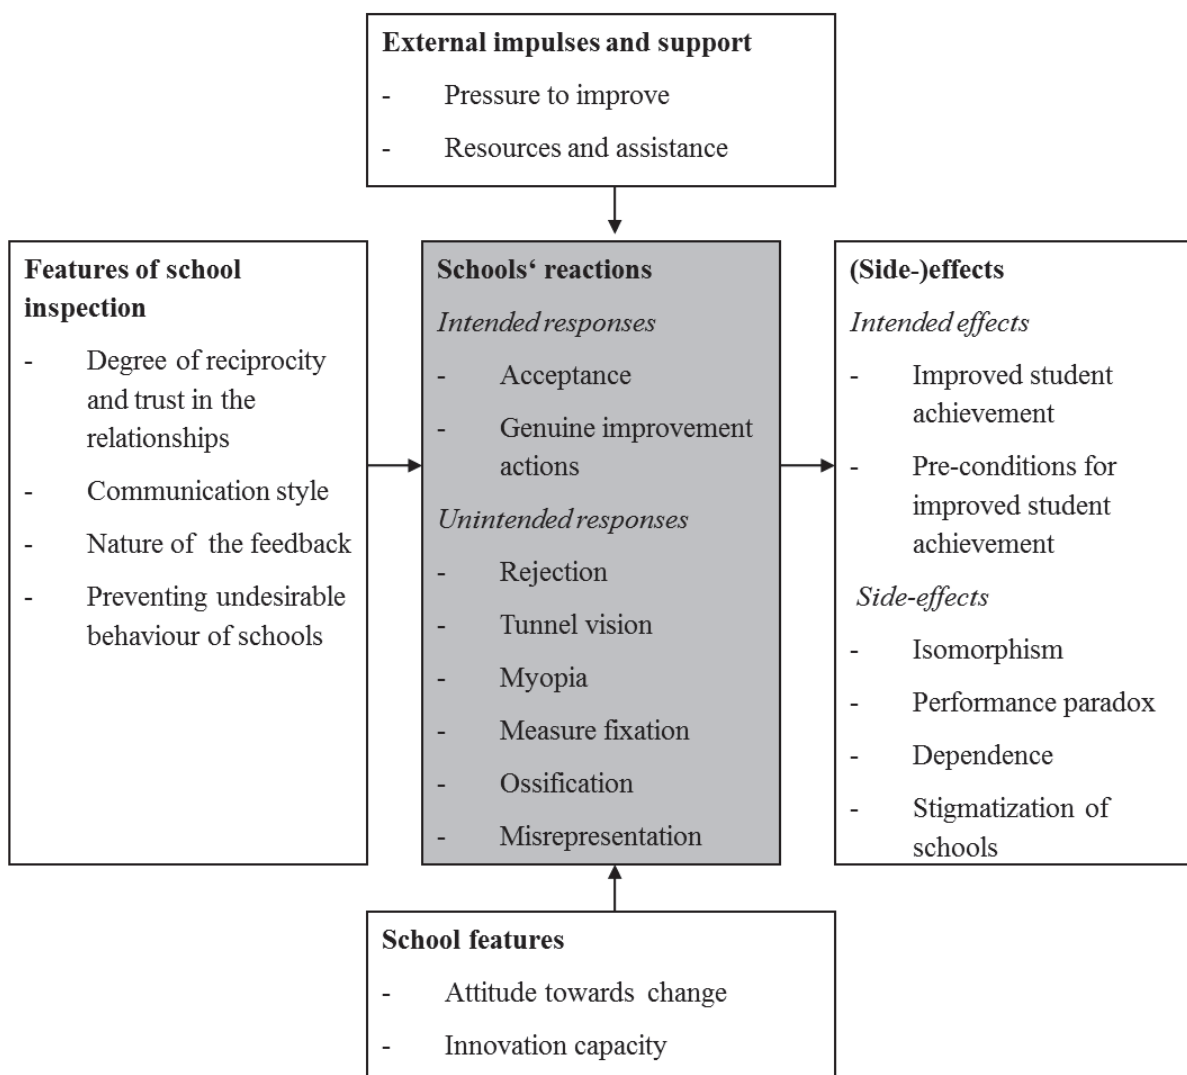 External impulses and support
- Pressure to improve
- Resources and assistance
Features of school
inspection
- Degree of reciprocity
and trust in the
relationships
- Communication style
- Nature of the feedback
- Preventing undesirable
behaviour of schools
Schools‘ reactions
Intended responses
- Acceptance
- Genuine improvement
actions
Unintended responses
- Rejection
- Tunnel vision
- Myopia
- Measure fixation
- Ossification
- Misrepresentation
(Side-)effects
Intended effects
- Improved student
achievement
- Pre-conditions for
improved student
achievement
Side-effects
- Isomorphism
- Performance paradox
- Dependence
- Stigmatization of
schools
School features
- Attitude towards change
- Innovation capacity